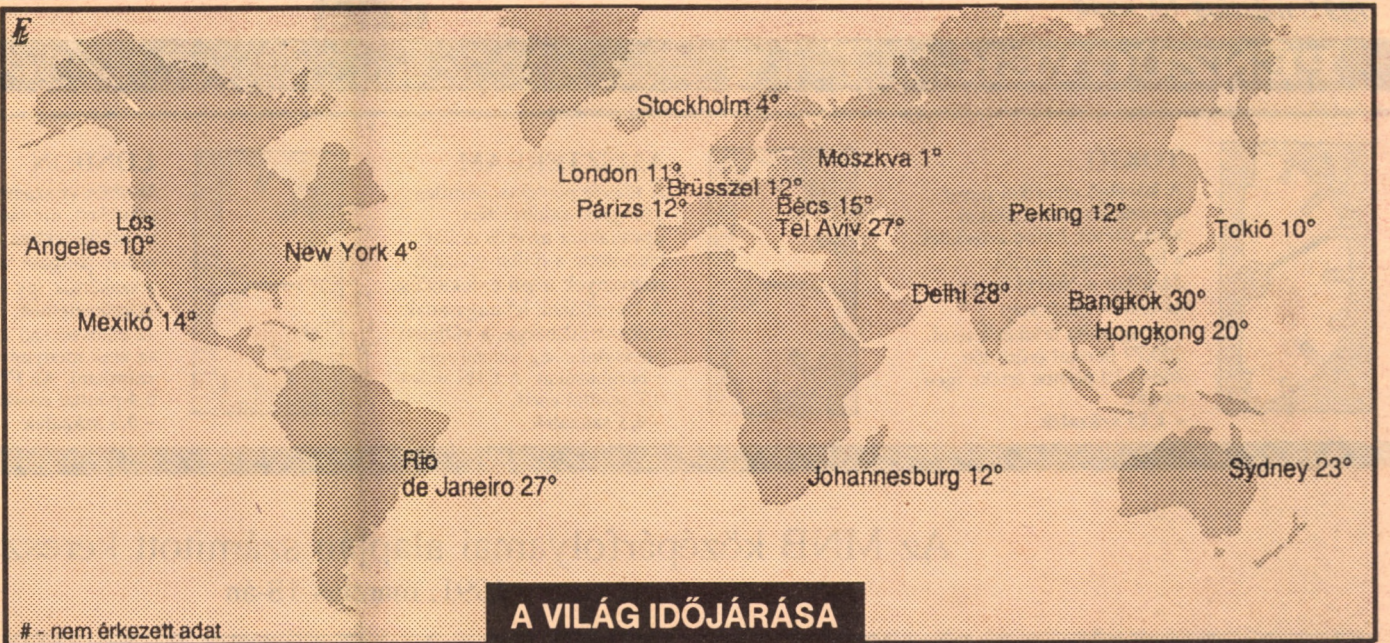 Stockholm 4°
Moszkva 1°
London 11°
Brüsszel 12°
Párizs 12°
Bécs 15°
Tel Aviv 27°
Peking 12°
Tokió 10°
Los
Angeles 10°
New York 4°
Delhi 28°
Bangkok 30°
Mexikó 14°
Hongkong 20°
Rio
de Janeiro 27°
Johannesburg 12°
Sydney 23°
A VILÁG IDŐJÁRÁSA
# - nem érkezett adat